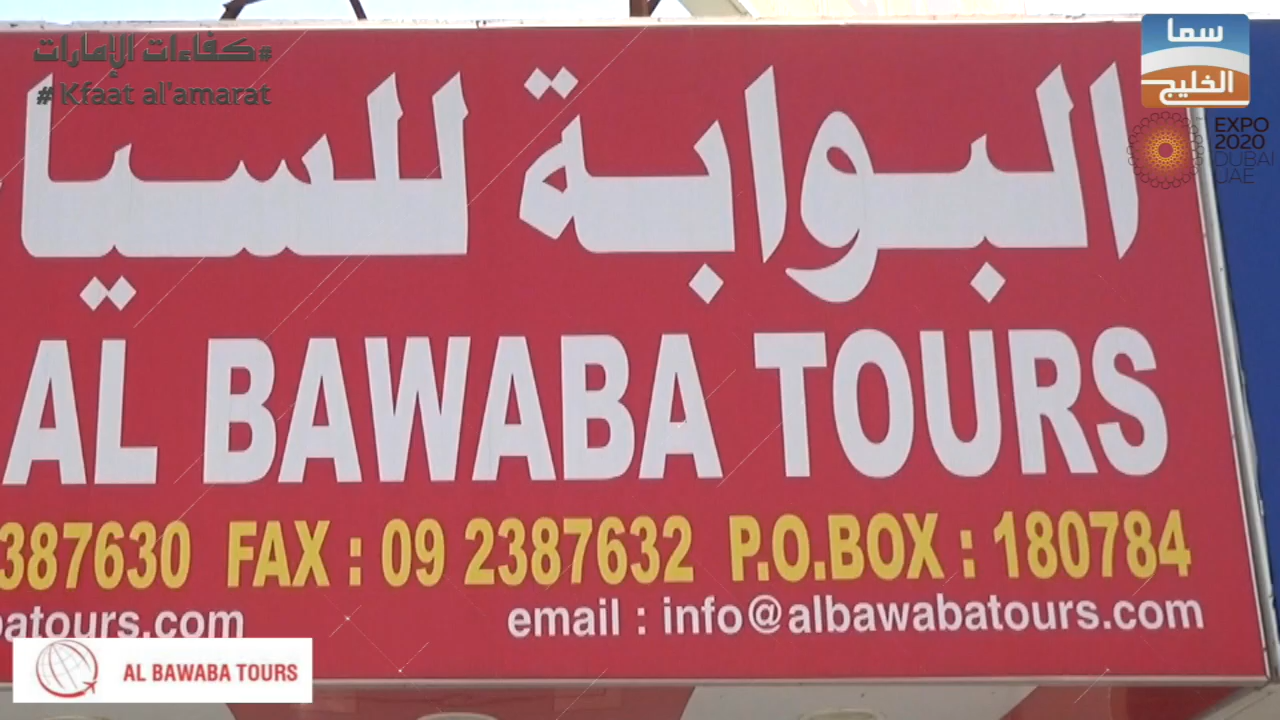 #كفاءات الإمارات
# Kfaat al'amarat
سما
الخليج
EXPO
2020
DUBAI
UAE
البوابة للسيا
AL BAWABA TOURS
387630 FAX : 09 2387632 P.O.BOX : 180784
batours.com email : info@albawabatours.com
AL BAWABA TOURS